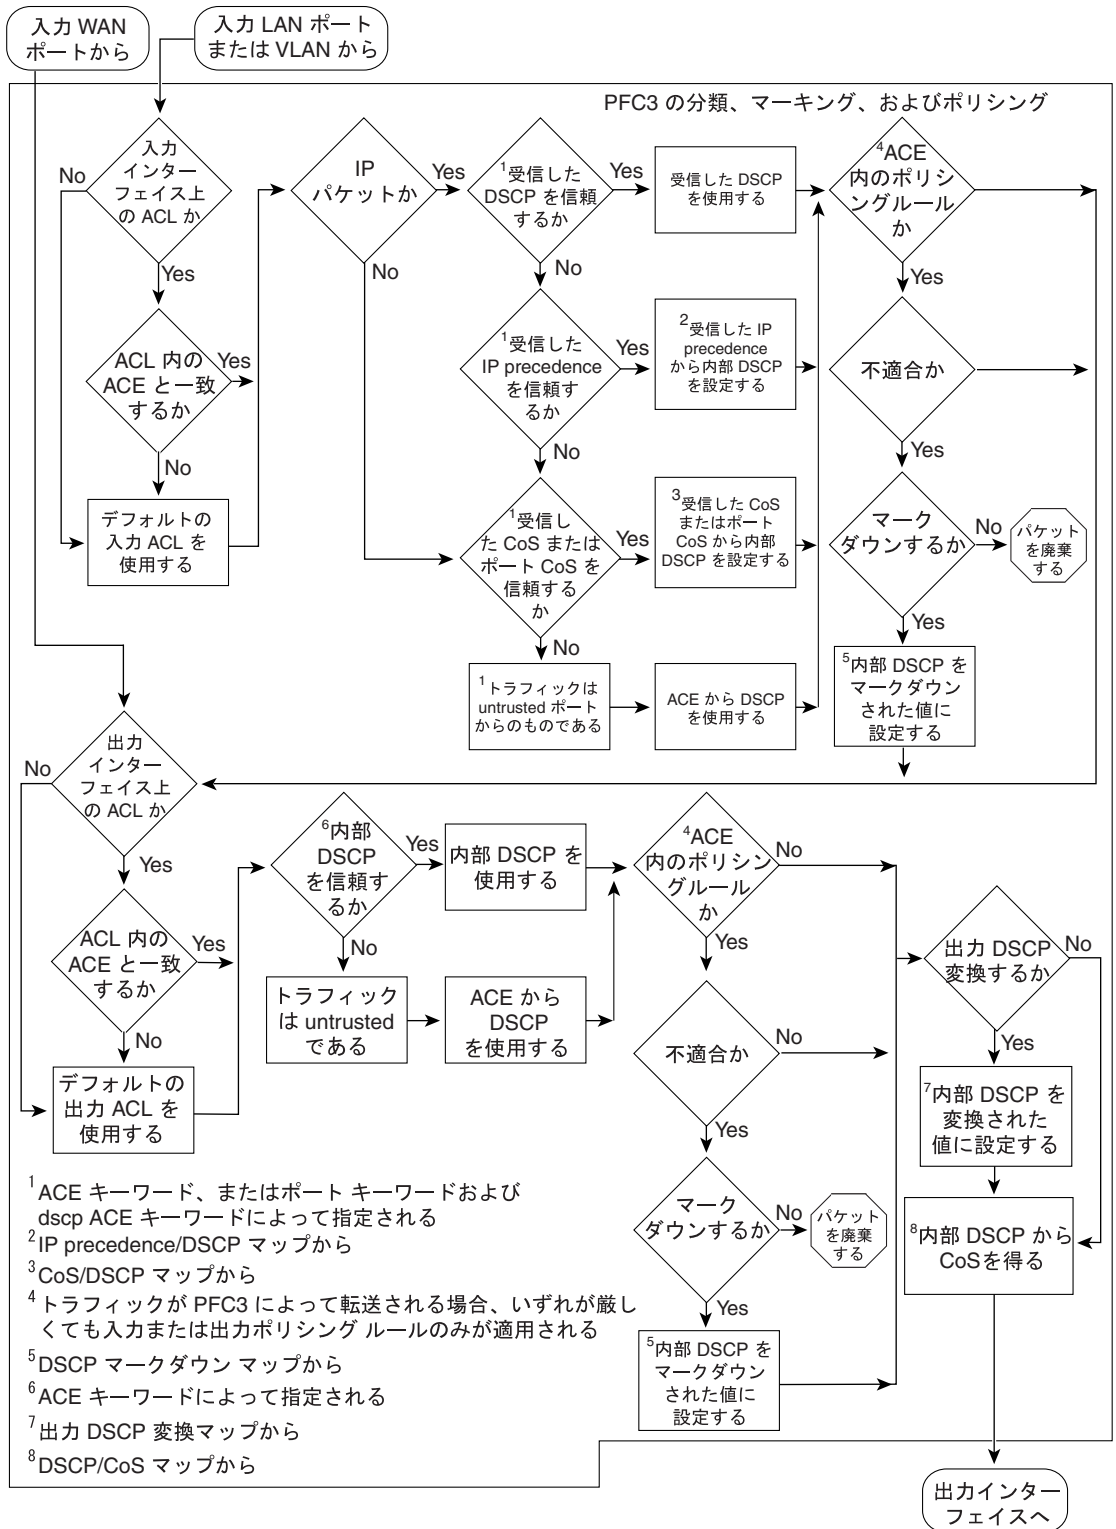 入力 WAN
ポートから
入力 LAN ポート
または VLAN から
PFC3 の分類、マーキング、およびポリシング
入力
インター
フェイス上
の ACL か
No
Yes
ACL 内の
ACE と一致
するか
Yes
No
デフォルトの
入力 ACL を
使用する
IP
パケットか
Yes
No
1受信した
DSCP を信頼
するか
Yes
No
受信した DSCP
を使用する
1受信した
IP precedence
を信頼す
るか
Yes
No
2受信した IP
precedence
から内部 DSCP
を設定する
1受信し
た CoS または
ポート CoS を
信頼する
か
Yes
No
3受信した CoS
またはポート
CoS から内部
DSCP を設定する
1トラフィックは
untrusted ポート
からのものである
ACE から DSCP
を使用する
4ACE
内のポリシ
ングルール
か
Yes
不適合か
Yes
マーク
ダウンするか
No
パケット
を廃棄
する
Yes
5内部 DSCP を
マークダウン
された値に
設定する
出力
インター
フェイス上
の ACL か
No
Yes
ACL 内の
ACE と一致
するか
Yes
No
デフォルトの
出力 ACL を
使用する
6内部
DSCP
を信頼す
るか
Yes
No
内部 DSCP を
使用する
トラフィック
は untrusted
である
ACE から
DSCP
を使用する
4ACE
内のポリシ
ングルール
か
No
Yes
不適合か
No
Yes
マーク
ダウンするか
No
パケット
を廃棄
する
Yes
5内部 DSCP を
マークダウン
された値に
設定する
出力 DSCP
変換するか
No
Yes
7内部 DSCP を
変換された
値に設定する
8内部 DSCP から
CoSを得る
出力インター
フェイスへ
1ACE キーワード、またはポート キーワードおよび
dscp ACE キーワードによって指定される
2IP precedence/DSCP マップから
3CoS/DSCP マップから
4トラフィックが PFC3 によって転送される場合、いずれが厳し
くても入力または出力ポリシング ルールのみが適用される
5DSCP マークダウン マップから
6ACE キーワードによって指定される
7出力 DSCP 変換マップから
8DSCP/CoS マップから